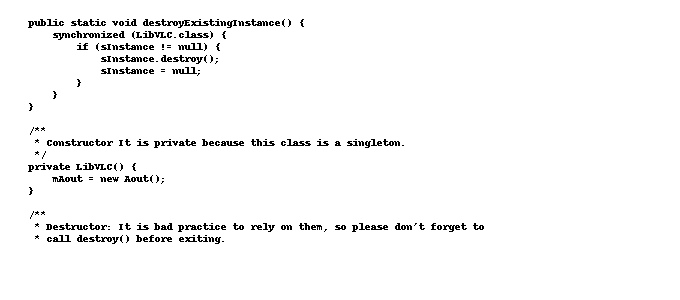 public static void destroyExistingInstance() {
synchronized (LibVLC.class) {
if (sInstance != null) {
sInstance.destroy();
sInstance = null;
}
}
}
/**
* Constructor It is private because this class is a singleton.
*/
private LibVLC() {
mAout = new Aout();
}
/**
* Destructor: It is bad practice to rely on them, so please don't forget to
* call destroy() before exiting.